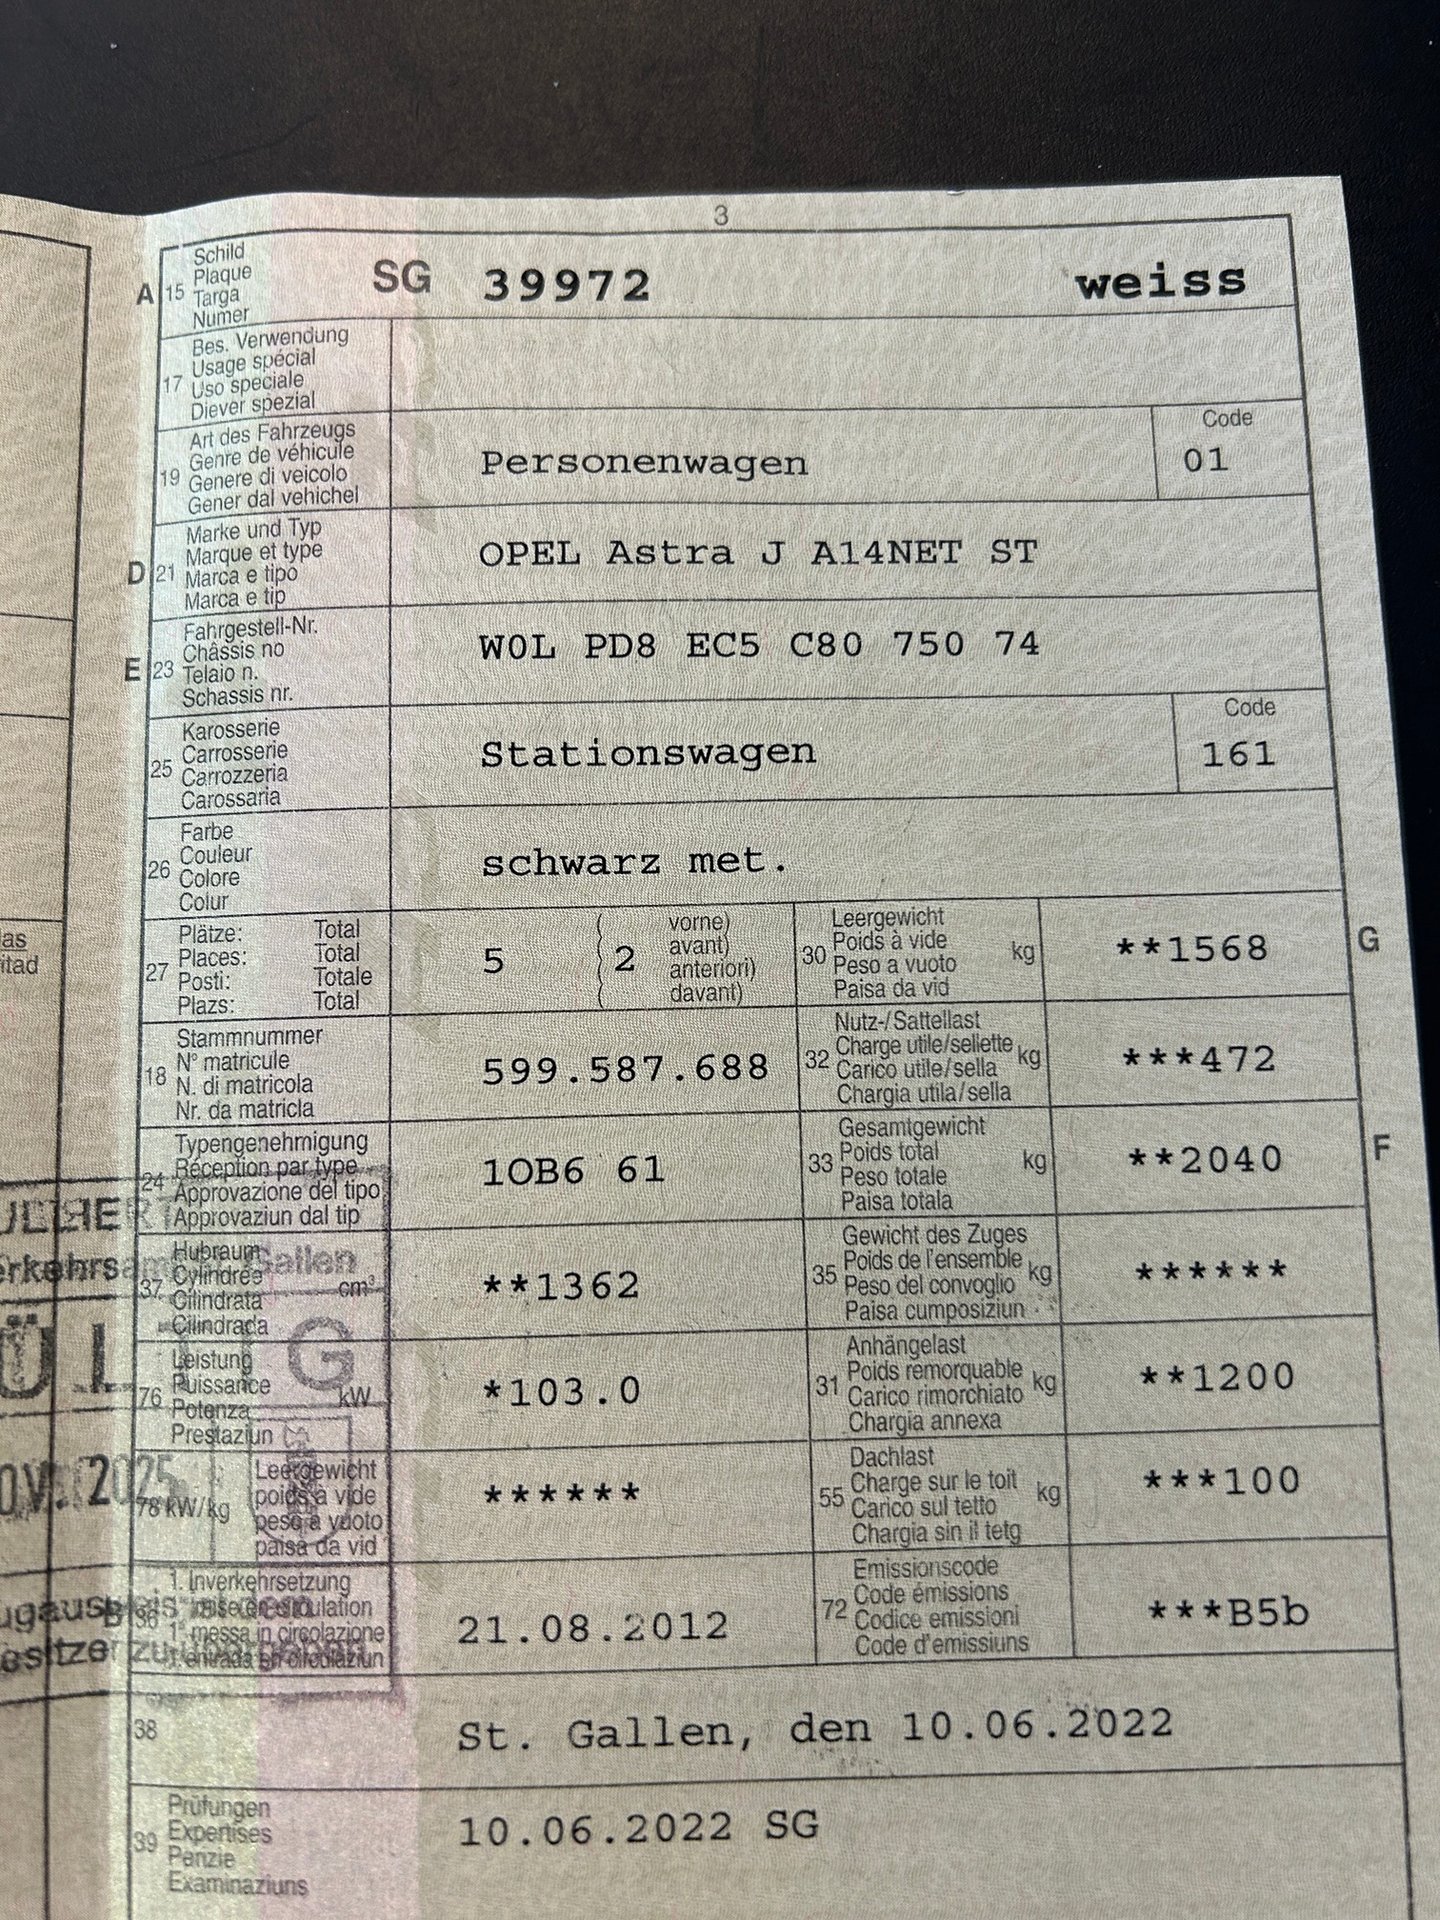 3
A 15 Schild
Plaque
Targa
Numer
SG 39972 weiss
17 Bes. Verwendung
Usage spécial
Uso speciale
Diever spezial
19 Art des Fahrzeugs
Genre de véhicule
Genere di veicolo
Gener dal vehichel
Personenwagen
Code
01
D 21 Marke und Typ
Marque et type
Marca e tipo
Marca e tip
OPEL Astra J A14NET ST
E 23 Fahrgestell-Nr.
Châssis no
Telaio n.
Schassis nr.
W0L PD8 EC5 C80 750 74
25 Karosserie
Carrosserie
Carrozzeria
Carossaria
Stationswagen
Code
161
26 Farbe
Couleur
Colore
Colur
schwarz met.
27 Plätze: Total
Places: Total
Posti: Totale
Plazs: Total
5 ( 2 vorne)
avant)
anteriori)
davant)
30 Leergewicht
Poids à vide
Peso a vuoto
Paisa da vid
kg
**1568
G
18 Stammnummer
N° matricule
N. di matricola
Nr. da matricla
599.587.688
32 Nutz-/Sattellast
Charge utile/sellette
Carico utile/sella
Chargia utila/sella
kg
***472
24 Typengenehmigung
Réception par type
Approvazione del tipo
Approvaziun dal tip
1OB6 61
33 Gesamtgewicht
Poids total
Peso totale
Paisa totala
kg
**2040
F
37 Hubraum
Cylindrée
Cilindrata
Cilindrada
cm³
**1362
35 Gewicht des Zuges
Poids de l'ensemble
Peso del convoglio
Paisa cumposiziun
kg
******
76 Leistung
Puissance
Potenza
Prestaziun
kW
*103.0
31 Anhängelast
Poids remorquable
Carico rimorchiato
Chargia annexa
kg
**1200
78 kW/kg
Leergewicht
poids à vide
peso a vuoto
paisa da vid
******
55 Dachlast
Charge sur le toit
Carico sul tetto
Chargia sin il tetg
kg
***100
B 36 1. Inverkehrsetzung
mise en circulation
1ª messa in circolazione
entrada en circulaziun
21.08.2012
72 Emissionscode
Code émissions
Codice emissioni
Code d'emissiuns
***B5b
38
St. Gallen, den 10.06.2022
39 Prüfungen
Expertises
Perizie
Examinaziuns
10.06.2022 SG
Gallen
G
2025